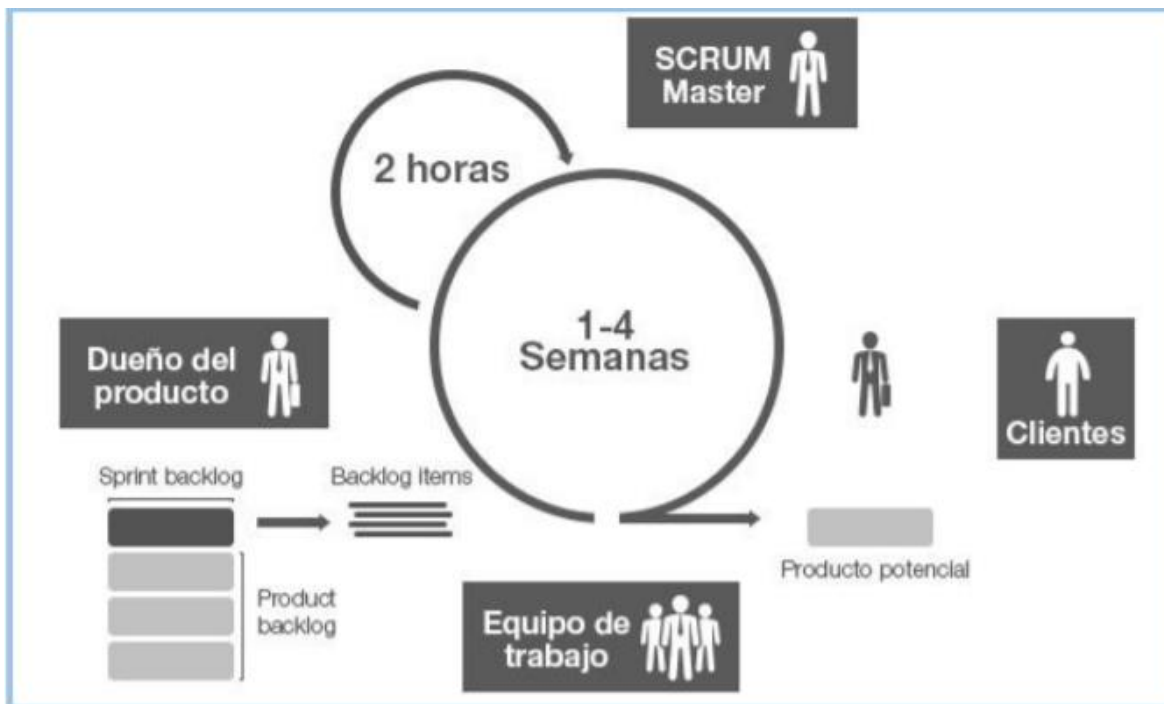 SCRUM
Master
2 horas
1-4
Semanas
Dueño del
producto
Clientes
Sprint backlog
Backlog items
Product
backlog
Producto potencial
Equipo de
trabajo